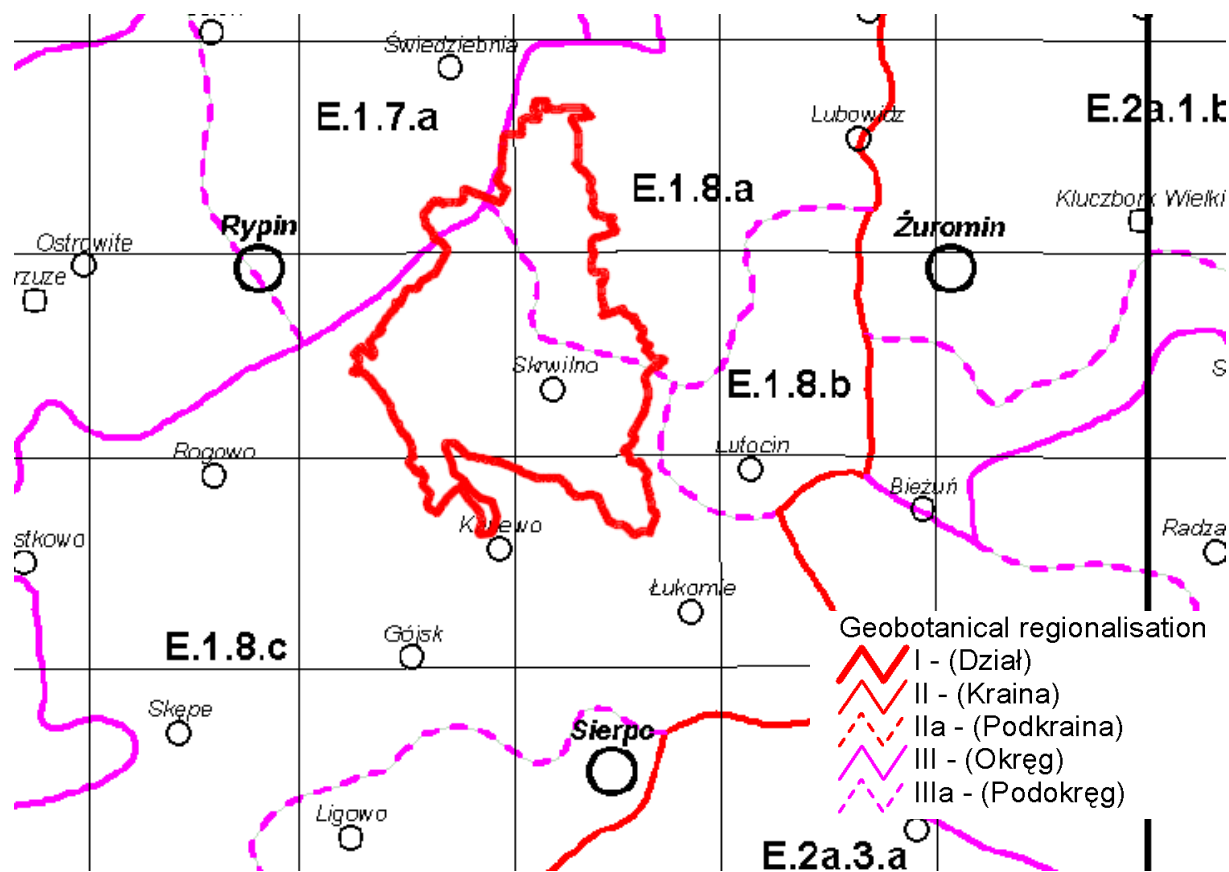 Świedziebnia
E.1.7.a
E.2a.1.b
Lubowidz
E.1.8.a
Kluczbork Wielki
Rypin
Żuromin
Ostrowite
rzuze
Skrwilno
E.1.8.b
Rogowo
Lutocin
Bieżuń
stkowo
Radza
Łukomie
Geobotanical regionalisation
Gójsk
E.1.8.c
I - (Dział)
II - (Kraina)
Skępe
IIa - (Podkraina)
Sierpc
III - (Okręg)
IIIa - (Podokręg)
Ligowo
E.2a.3.a